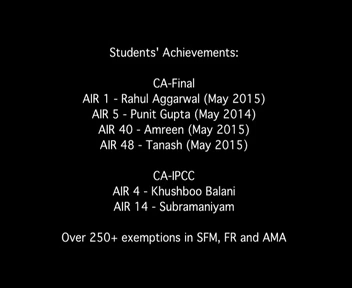 Students' Achievements:
CA-Final
AIR 1 - Rahul Aggarwal (May 2015)
AIR 5 - Punit Gupta (May 2014)
AIR 40 - Amreen (May 2015)
AIR 48 - Tanash (May 2015)
CA-IPCC
AIR 4 - Khushboo Balani
AIR 14 - Subramaniyam
Over 250+ exemptions in SFM, FR and AMA